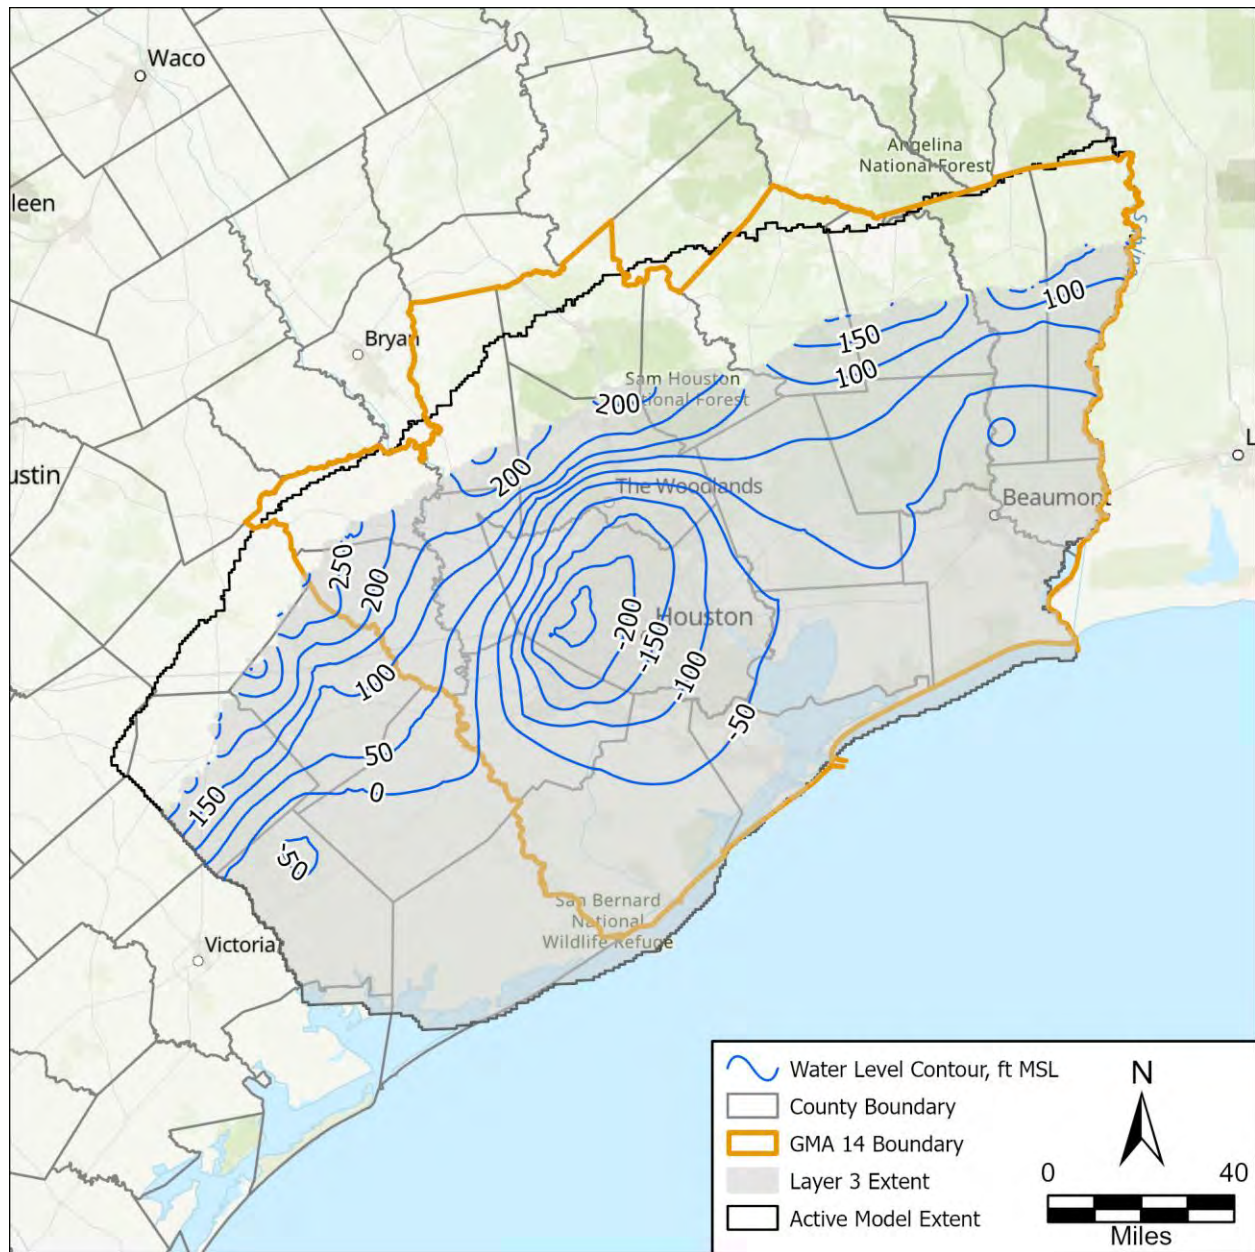 Waco
Angelina
National Forest
leen
Sabine
100
Bryan
150
100
Sam Houston
National Forest
200
ustin
200
The Woodlands
L
Beaumont
250
200
Houston
-200
-150
-100
100
-50
50
0
150
-50
San Bernard
National
Wildlife Refuge
Victoria
Water Level Contour, ft MSL
County Boundary
GMA 14 Boundary
Layer 3 Extent
Active Model Extent
N
0 40
Miles